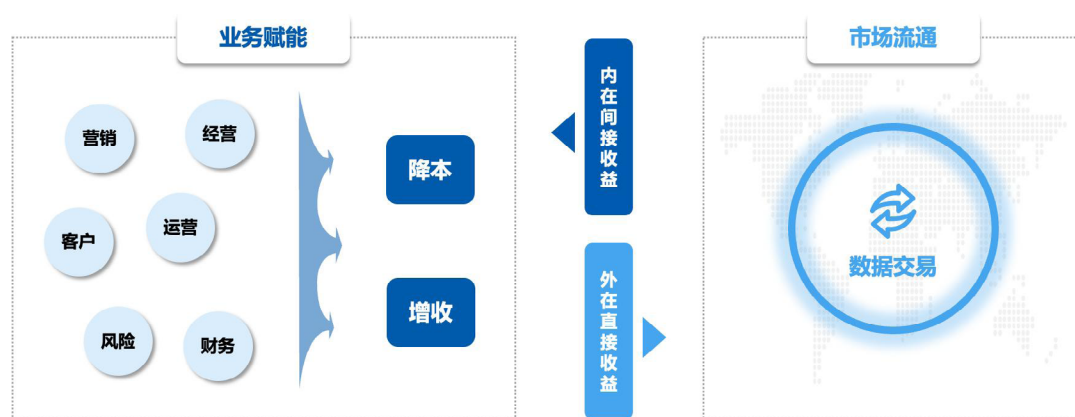 业务赋能
市场流通
营销
经营
客户
运营
风险
财务
降本
增收
内在间接收益
外在直接收益
数据交易